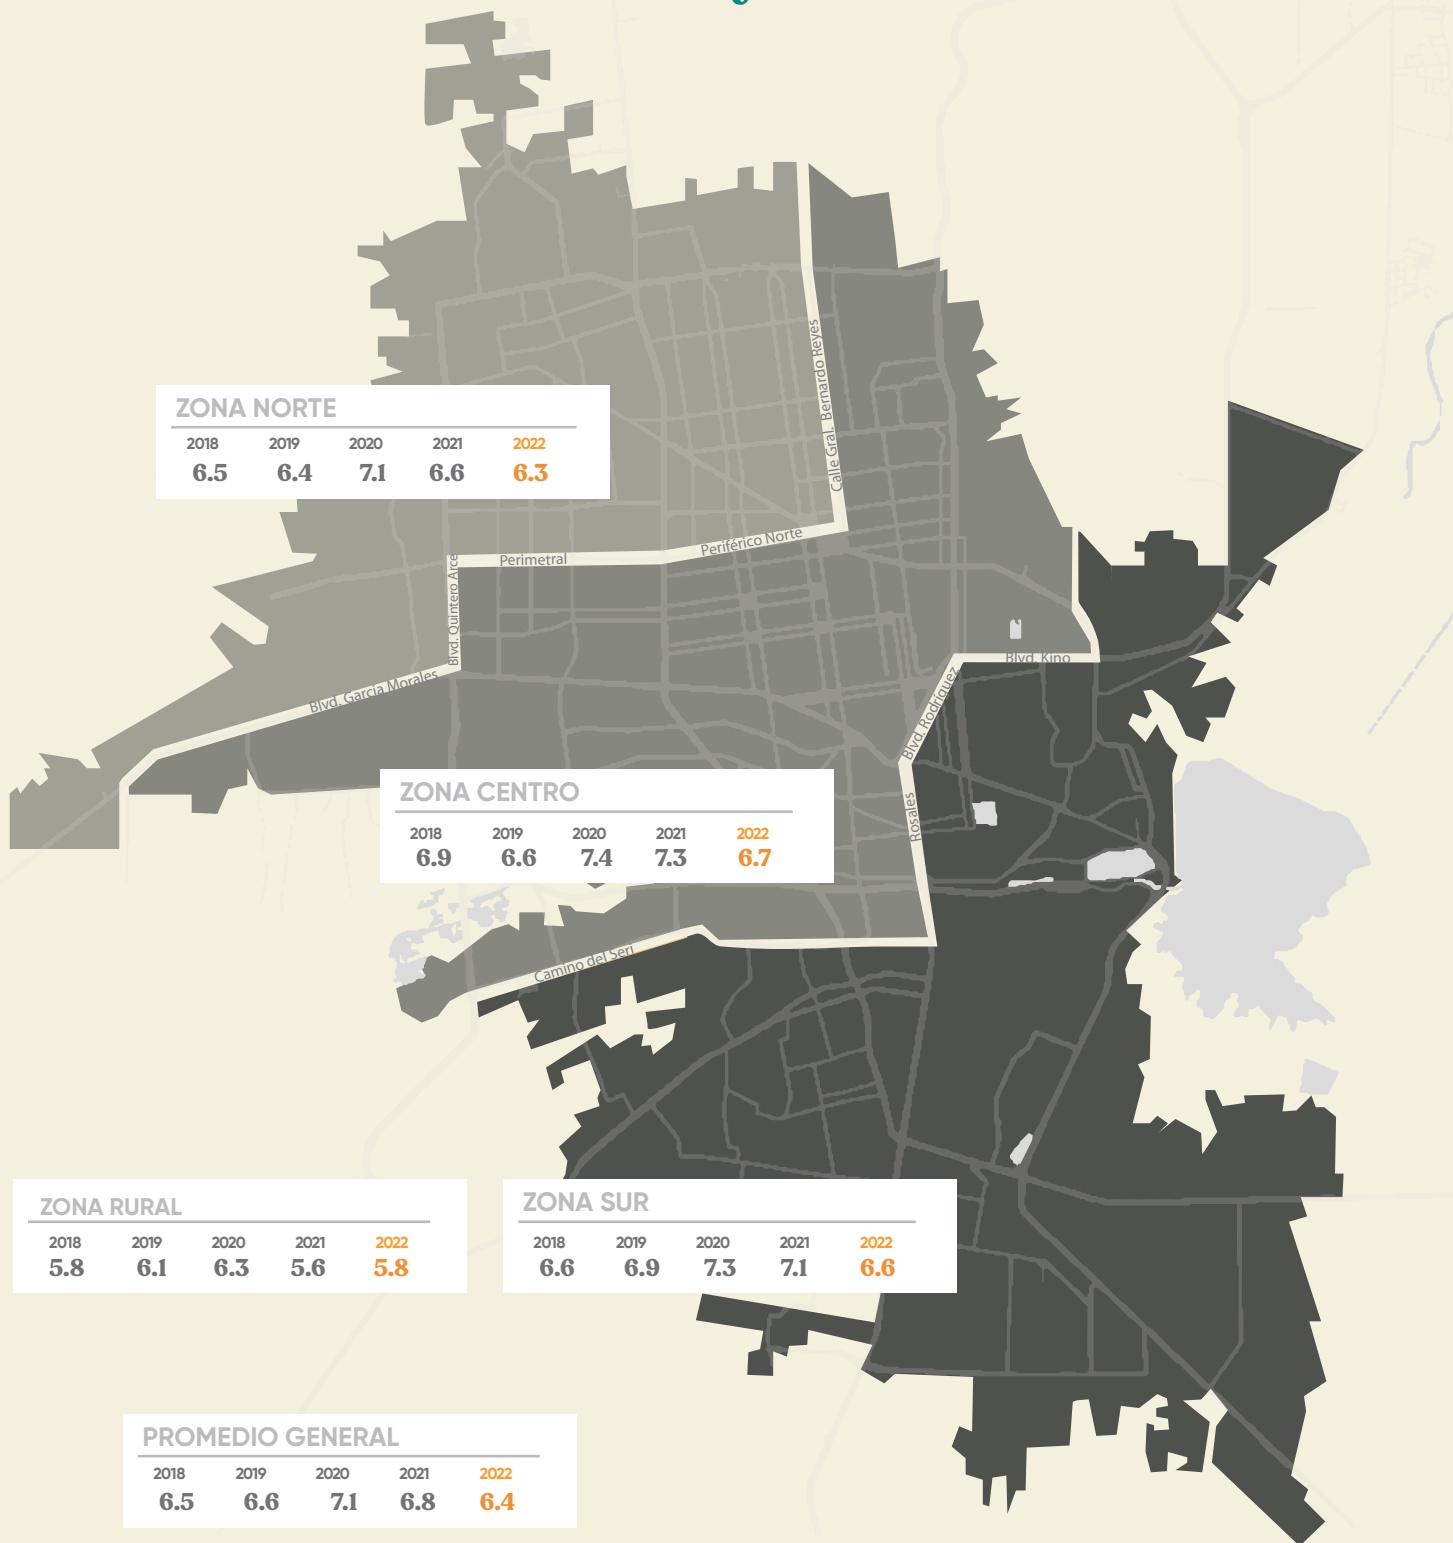 Calle Gral. Bernardo Reyes
ZONA NORTE
2018 2019 2020 2021 2022
6.5 6.4 7.1 6.6 6.3
Periférico Norte
Perimetral
Blvd. Quintero Arce
Blvd. García Morales
Blvd. Kino
Blvd. Rodríguez
Rosales
ZONA CENTRO
2018 2019 2020 2021 2022
6.9 6.6 7.4 7.3 6.7
Camino del Seri
ZONA RURAL
2018 2019 2020 2021 2022
5.8 6.1 6.3 5.6 5.8
ZONA SUR
2018 2019 2020 2021 2022
6.6 6.9 7.3 7.1 6.6
PROMEDIO GENERAL
2018 2019 2020 2021 2022
6.5 6.6 7.1 6.8 6.4